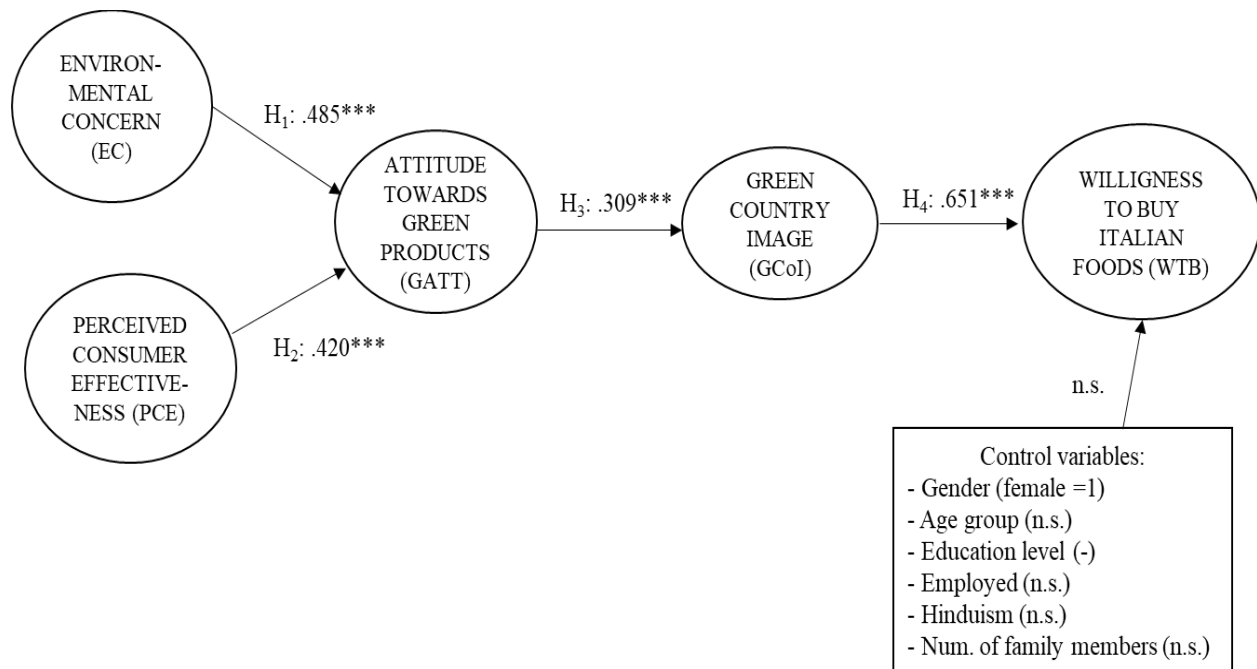 ENVIRON-
MENTAL
CONCERN
(EC)
H₁: .485***
ATTITUDE
TOWARDS
GREEN
PRODUCTS
(GATT)
H₃: .309***
GREEN
COUNTRY
IMAGE
(GCoI)
H₄: .651***
WILLIGNESS
TO BUY
ITALIAN
FOODS (WTB)
PERCEIVED
CONSUMER
EFFECTIVE-
NESS (PCE)
H₂: .420***
n.s.
Control variables:
- Gender (female =1)
- Age group (n.s.)
- Education level (-)
- Employed (n.s.)
- Hinduism (n.s.)
- Num. of family members (n.s.)